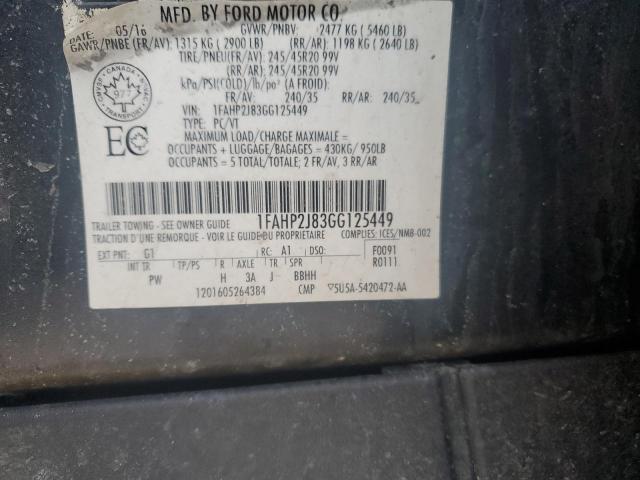 MFD. BY FORD MOTOR CO.
DATE: 05/16 GVWR/PNBV: 2477 KG ( 5460 LB)
GAWR/PNBE (FR/AV): 1315 KG ( 2900 LB) (RR/AR): 1198 KG ( 2640 LB)
TIRE/PNEU(FR/AV): 245/45R20 99V
(RR/AR): 245/45R20 99V
kPa/PSI(COLD)/lb/po² (A FROID):
FR/AV: 240/35 RR/AR: 240/35
VIN: 1FAHP2J83GG125449
TYPE: PC/VT
MAXIMUM LOAD/CHARGE MAXIMALE =
OCCUPANTS + LUGGAGE/BAGAGES = 430KG/ 950LB
OCCUPANTS = 5 TOTAL/TOTALE; 2 FR/AV, 3 RR/AR
CANADA
977
TRANSPORT
EC
1FAHP2J83GG125449
TRAILER TOWING - SEE OWNER GUIDE
TRACTION D'UNE REMORQUE - VOIR LE GUIDE DU PROPRIETAIRE COMPLIES: ICES/NMB-002
EXT PNT: G1 RC: A1 DSO: F0091
INT TR TP/PS R AXLE TR SPR R0111
PW H 3A J BBHH
1201605264384 CMP 5U5A-5420472-AA